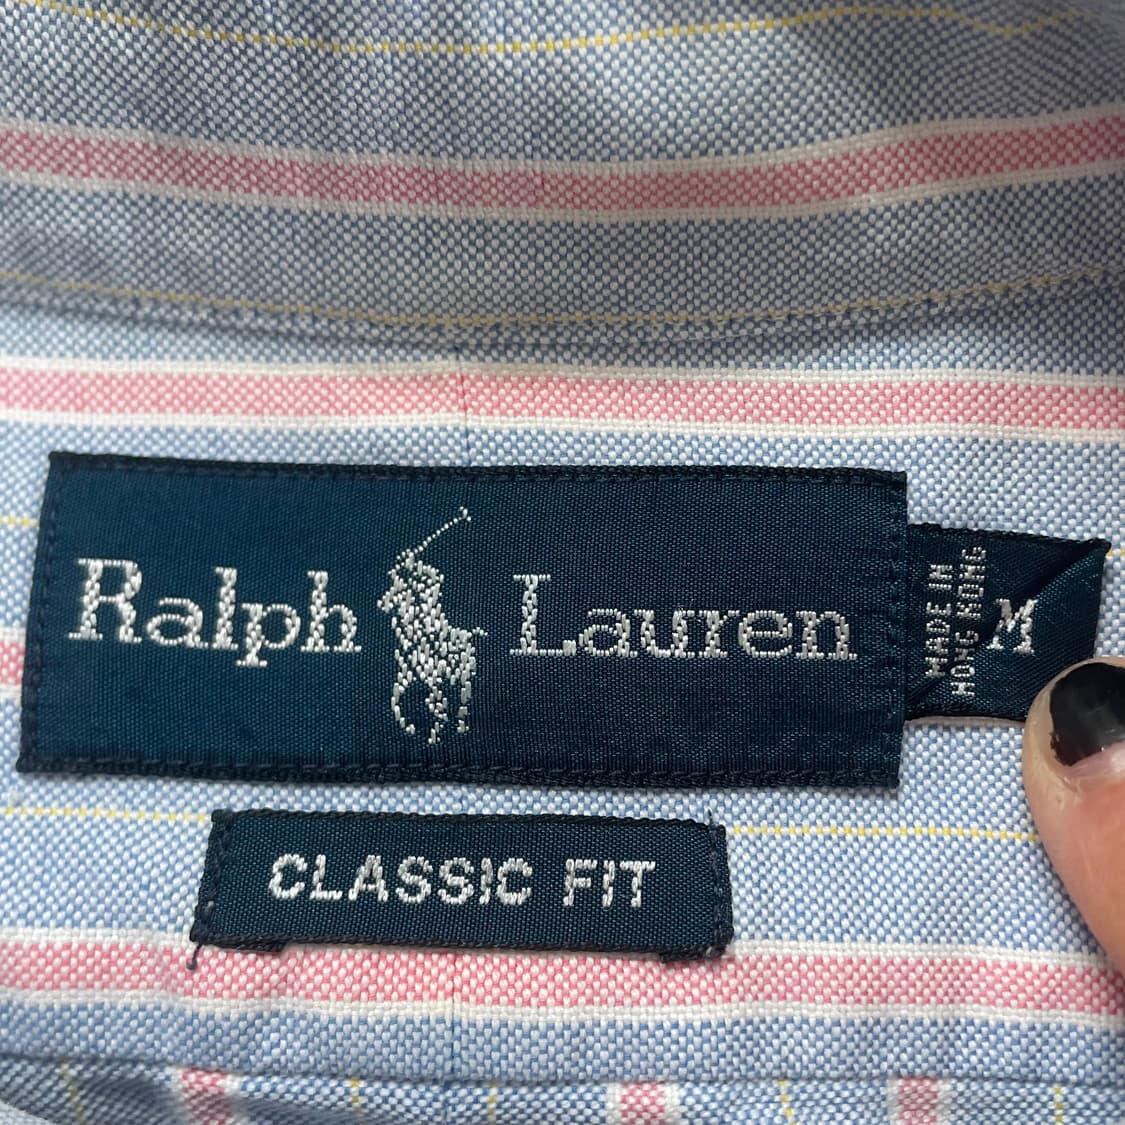 Ralph Lauren
MADE IN
HONG KONG
M
CLASSIC FIT